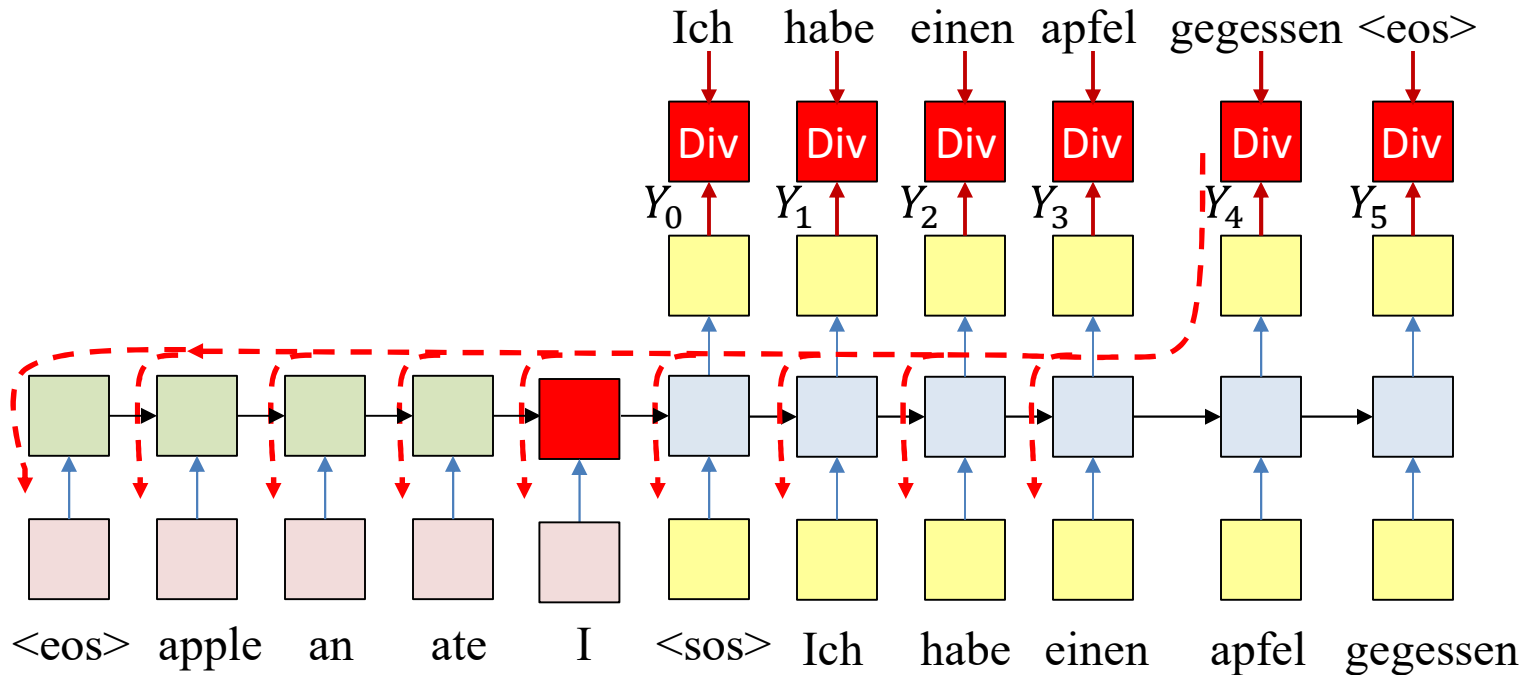 Ich habe einen apfel gegessen <eos>
Div Div Div Div Div Div
Y₀ Y₁ Y₂ Y₃ Y₄ Y₅
<eos> apple an ate I <sos> Ich habe einen apfel gegessen